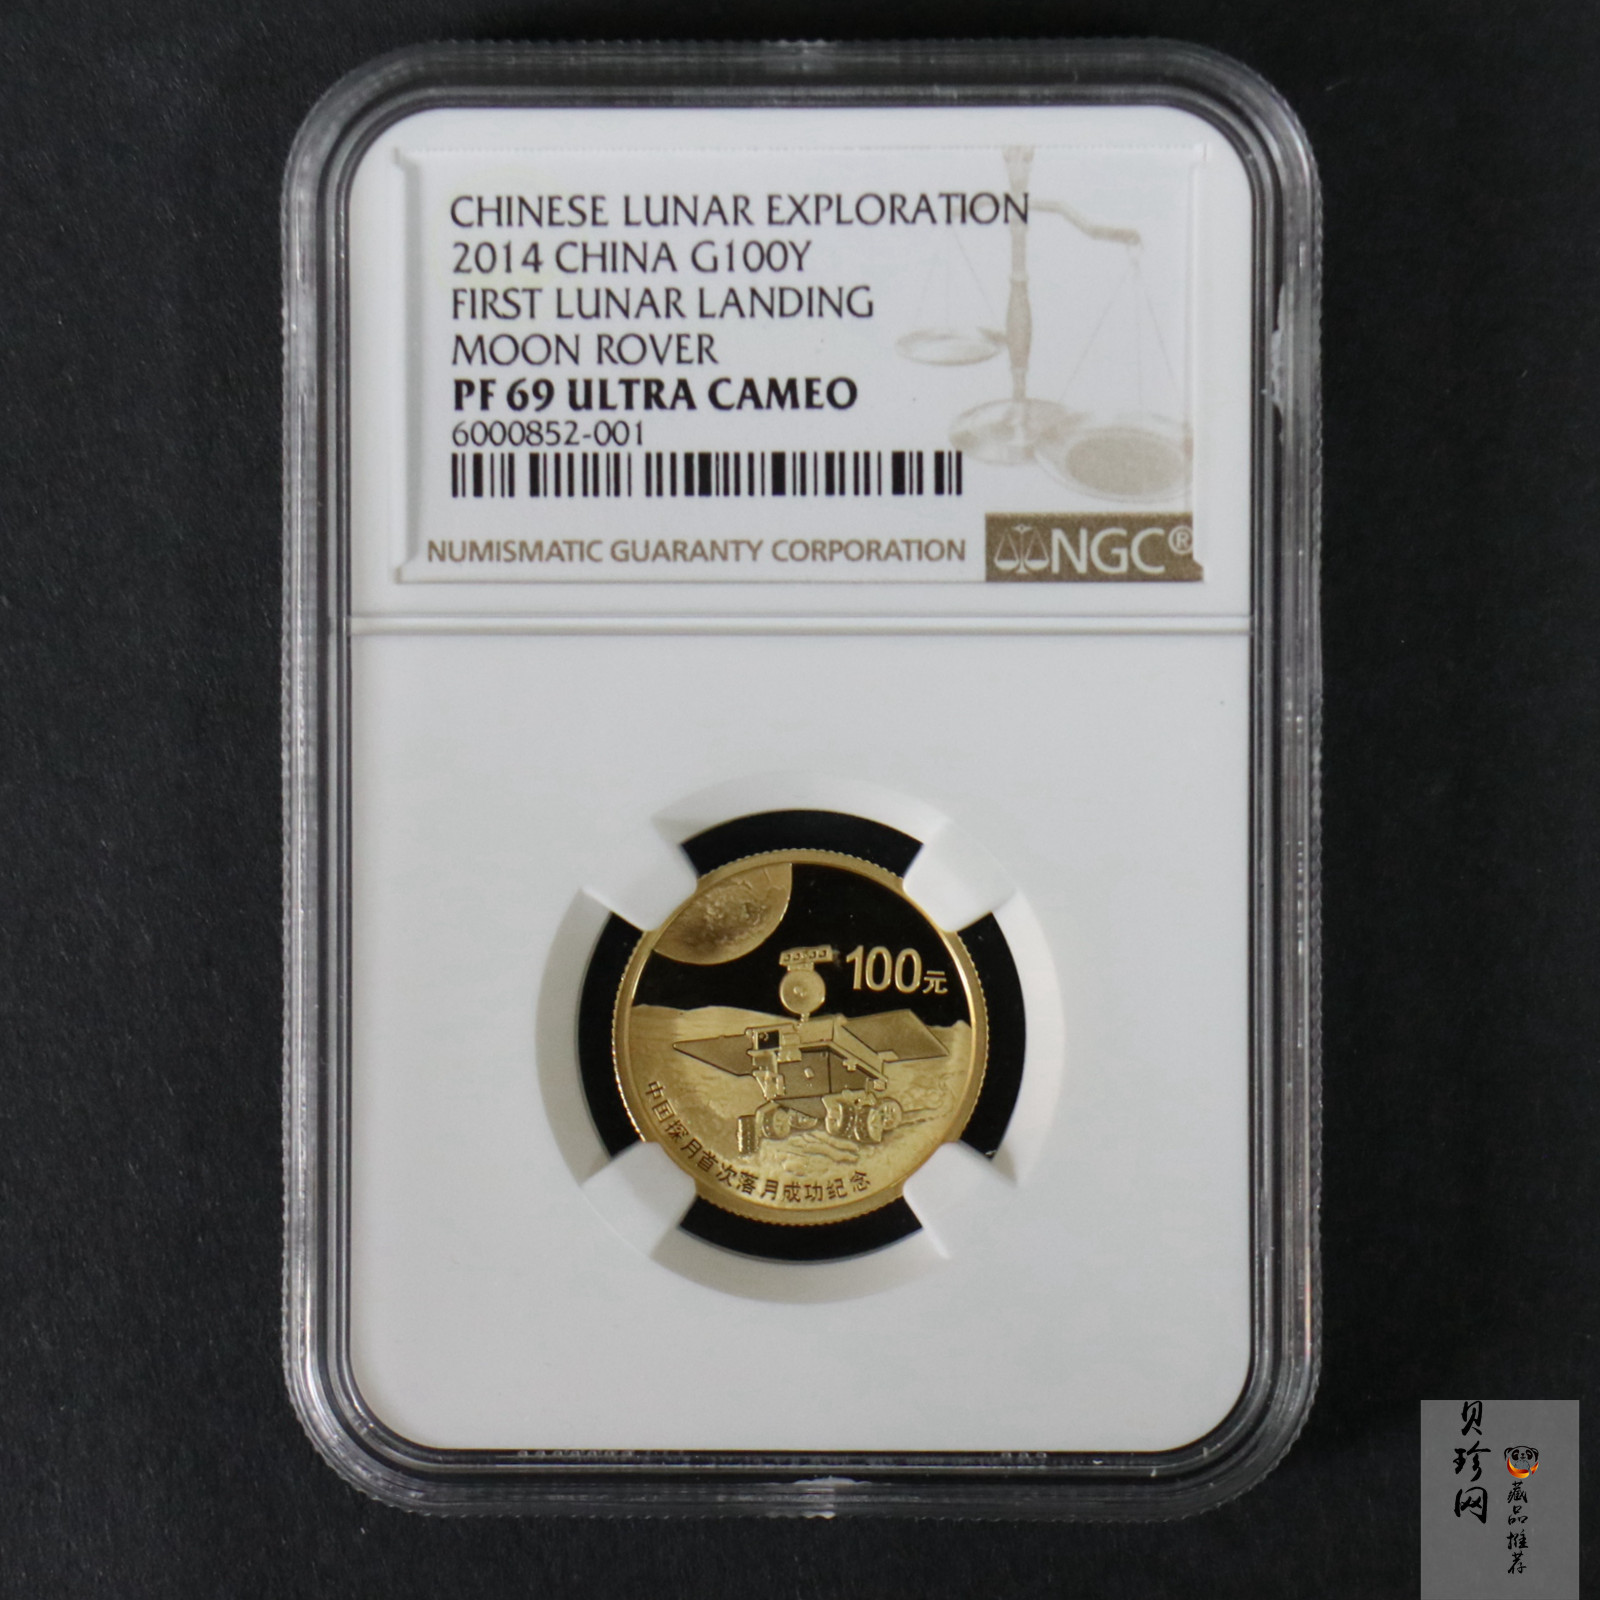 CHINESE LUNAR EXPLORATION
2014 CHINA G100Y
FIRST LUNAR LANDING
MOON ROVER
PF 69 ULTRA CAMEO
6000852-001
NUMISMATIC GUARANTY CORPORATION
NGC®
100元
中国探月首次落月成功纪念
贝珍网
藏品推荐